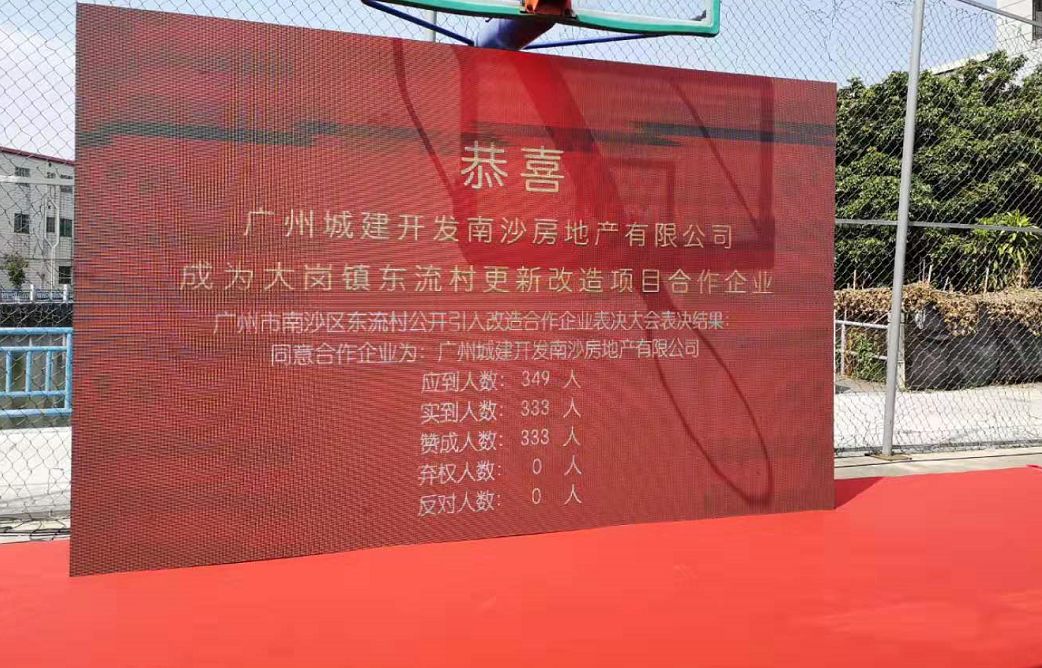 恭喜
广州城建开发南沙房地产有限公司
成为大岗镇东流村更新改造项目合作企业
广州市南沙区东流村公开引入改造合作企业表决大会表决结果:
同意合作企业为: 广州城建开发南沙房地产有限公司
应到人数: 349 人
实到人数: 333 人
赞成人数: 333 人
弃权人数: 0 人
反对人数: 0 人